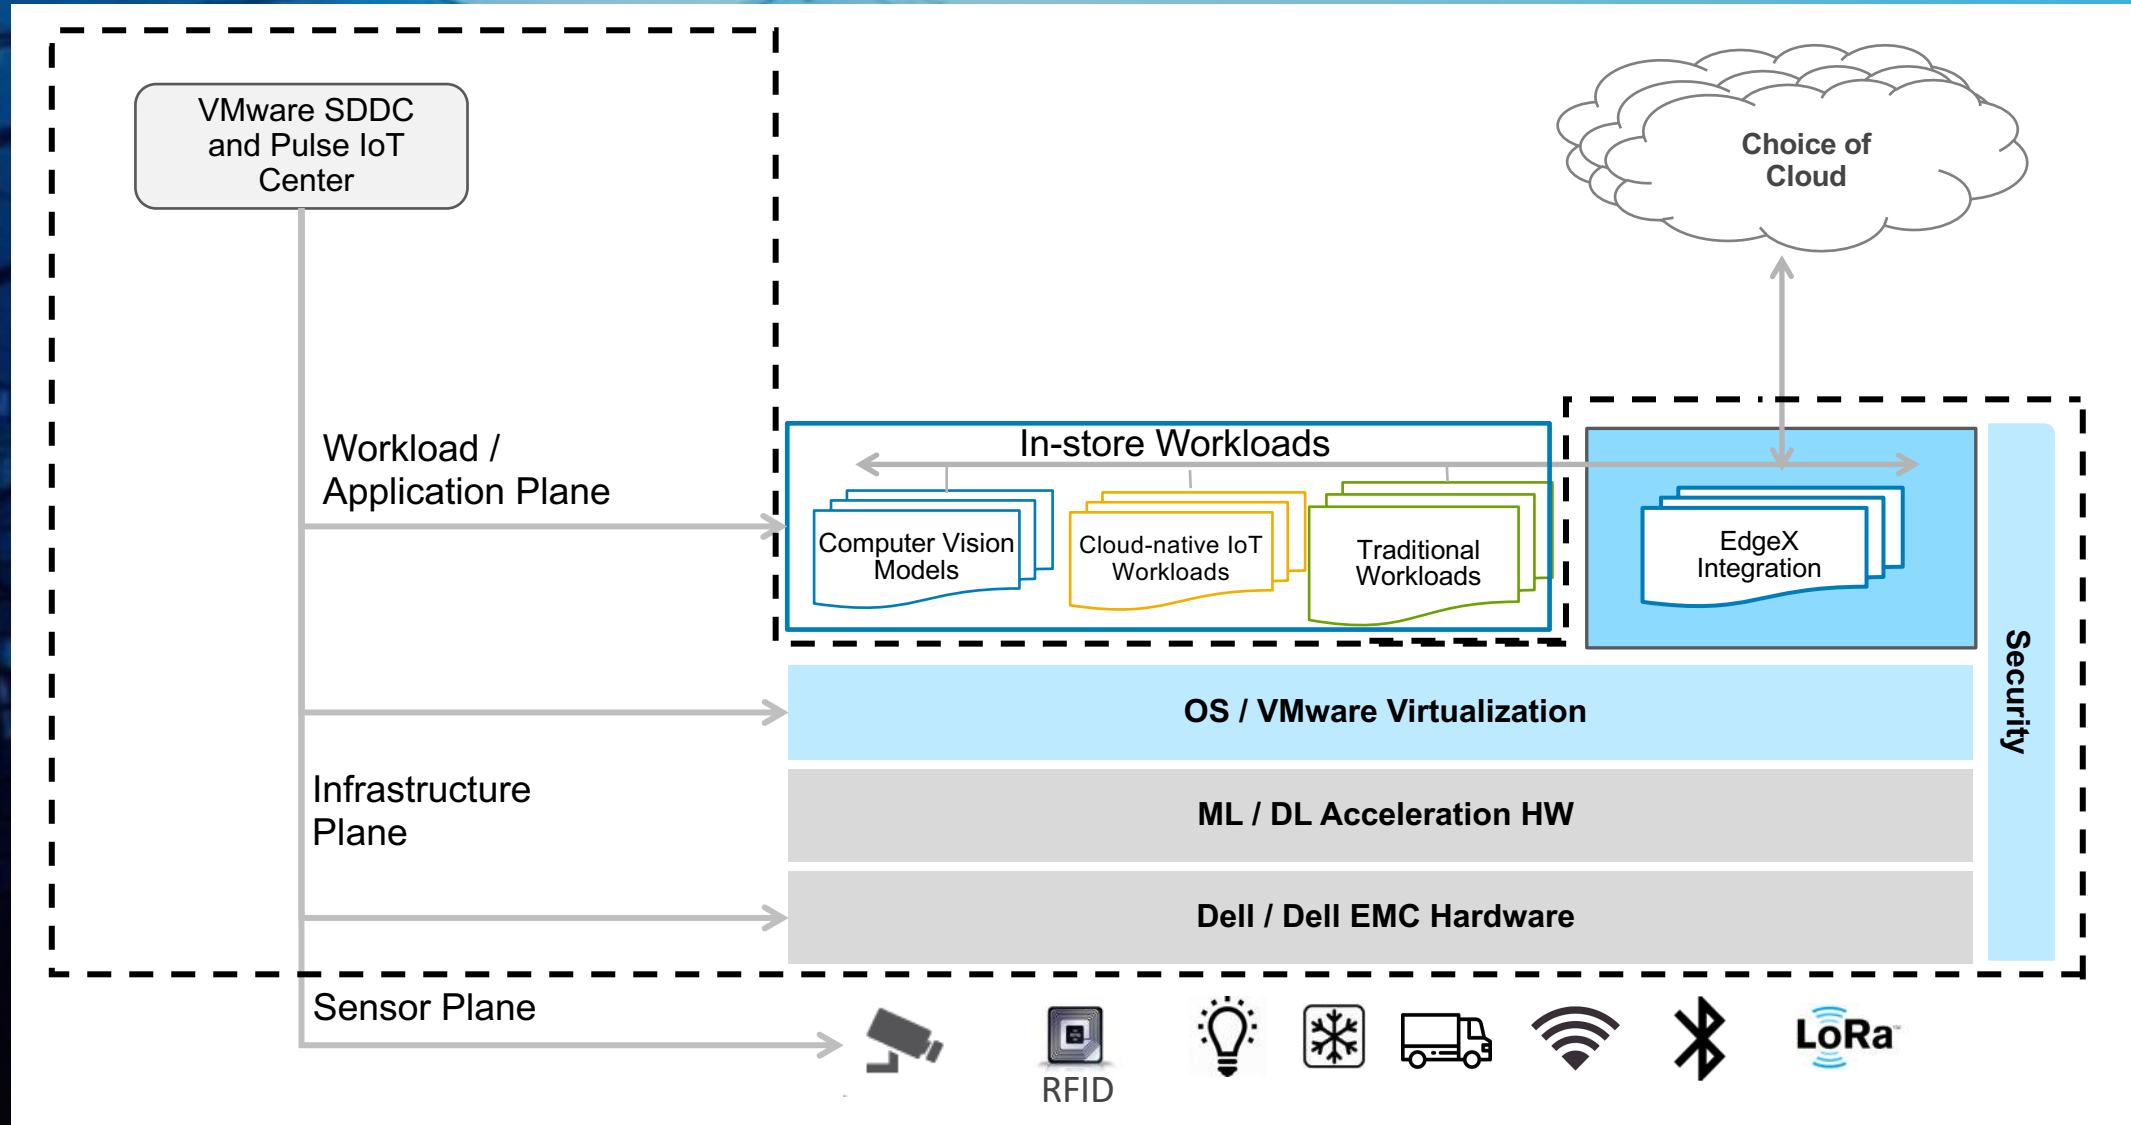 VMware SDDC
and Pulse IoT
Center
Choice of
Cloud
Workload /
Application Plane
In-store Workloads
Computer Vision
Models
Cloud-native IoT
Workloads
Traditional
Workloads
EdgeX
Integration
Security
OS / VMware Virtualization
Infrastructure
Plane
ML / DL Acceleration HW
Dell / Dell EMC Hardware
Sensor Plane
RFID
LoRa